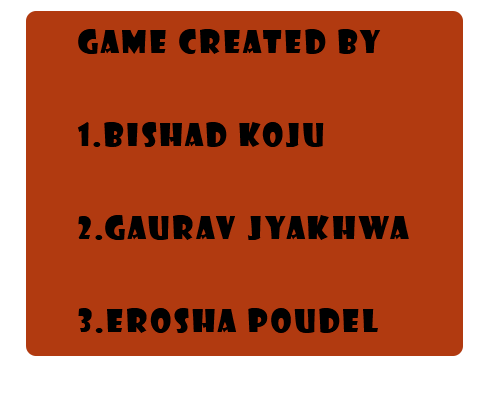 GAME CREATED BY
1.BISHAD KOJU
2.GAURAV JYAKHWA
3.EROSHA POUDEL